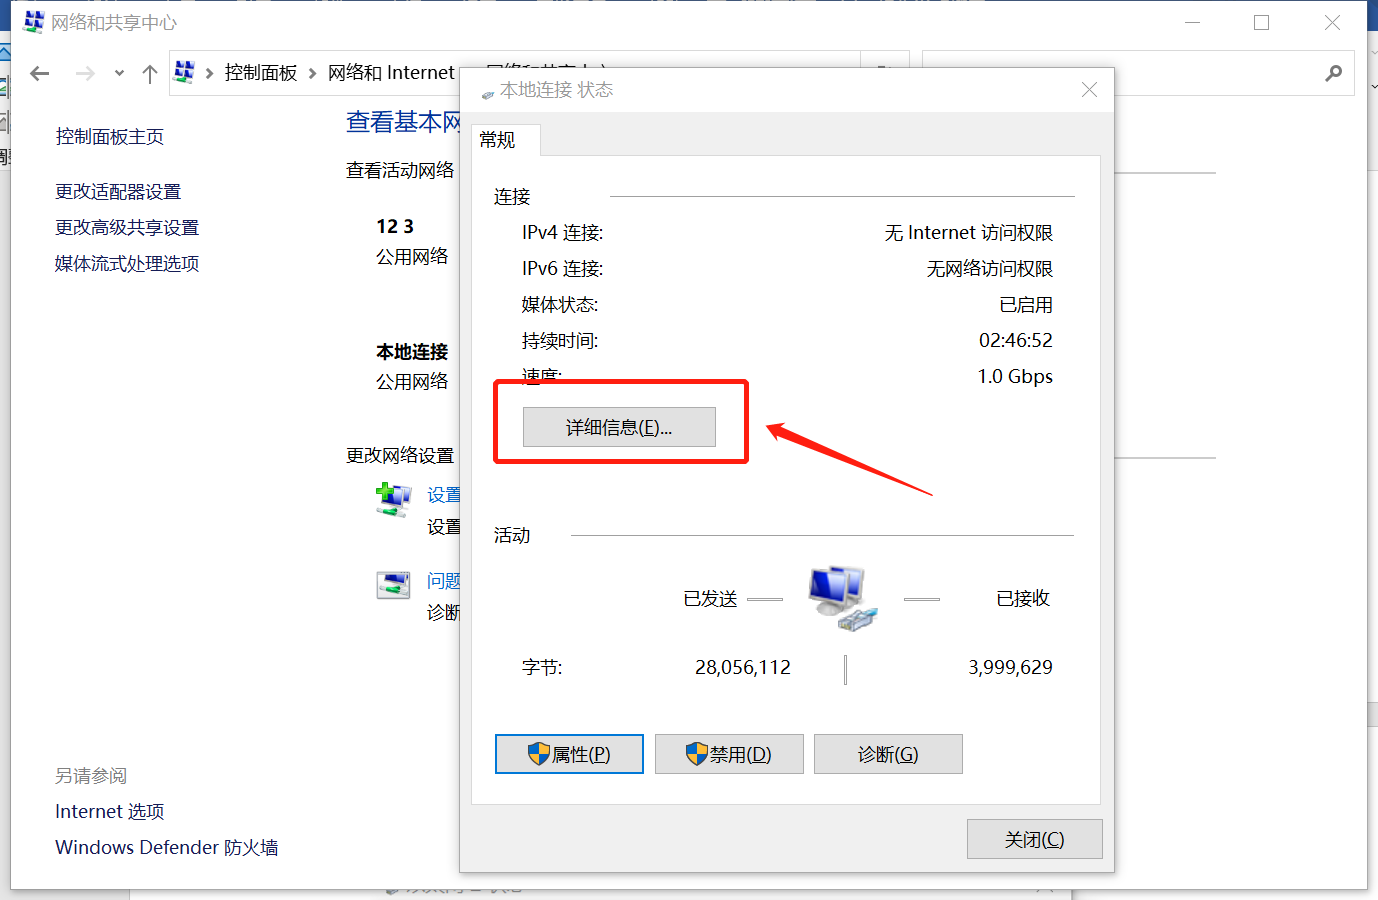 网络和共享中心
控制面板
网络和 Internet
本地连接 状态
控制面板主页
更改适配器设置
更改高级共享设置
媒体流式处理选项
另请参阅
Internet 选项
Windows Defender 防火墙
查看基本网
查看活动网络
12 3
公用网络
本地连接
公用网络
更改网络设置
设置
设置
问题
诊断
常规
连接
IPv4 连接: 无 Internet 访问权限
IPv6 连接: 无网络访问权限
媒体状态: 已启用
持续时间: 02:46:52
速度: 1.0 Gbps
详细信息(E)...
活动
已发送 已接收
字节: 28,056,112 3,999,629
属性(P) 禁用(D) 诊断(G)
关闭(C)